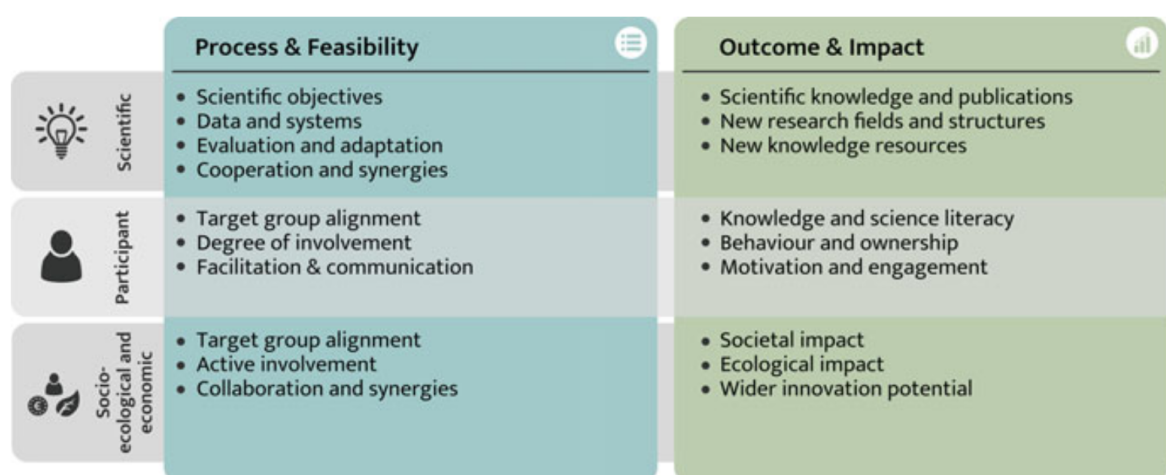 Process & Feasibility
Outcome & Impact
Scientific
• Scientific objectives
• Data and systems
• Evaluation and adaptation
• Cooperation and synergies
• Scientific knowledge and publications
• New research fields and structures
• New knowledge resources
Participant
• Target group alignment
• Degree of involvement
• Facilitation & communication
• Knowledge and science literacy
• Behaviour and ownership
• Motivation and engagement
Socio-
ecological and
economic
• Target group alignment
• Active involvement
• Collaboration and synergies
• Societal impact
• Ecological impact
• Wider innovation potential